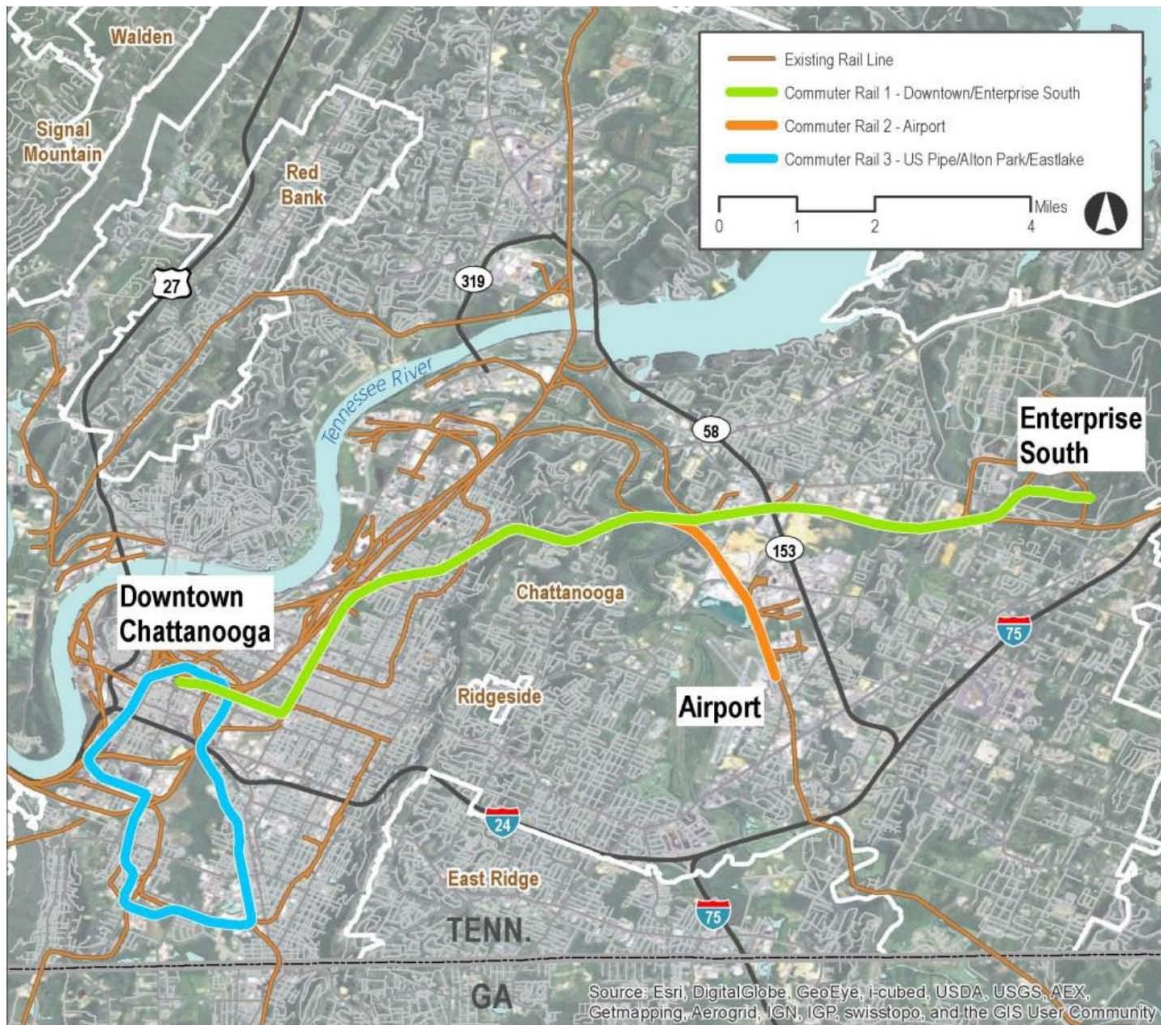 Walden
Signal
Mountain
Red
Bank
27
319
Existing Rail Line
Commuter Rail 1 - Downtown/Enterprise South
Commuter Rail 2 - Airport
Commuter Rail 3 - US Pipe/Alton Park/Eastlake
Miles
0 1 2 4
Tennessee River
58
Enterprise
South
153
Downtown
Chattanooga
Chattanooga
75
Ridgeside
Airport
24
East Ridge
75
TENN.
GA
Source: Esri, DigitalGlobe, GeoEye, i-cubed, USDA, USGS, AEX,
Getmapping, Aerogrid, IGN, IGP, swisstopo, and the GIS User Community